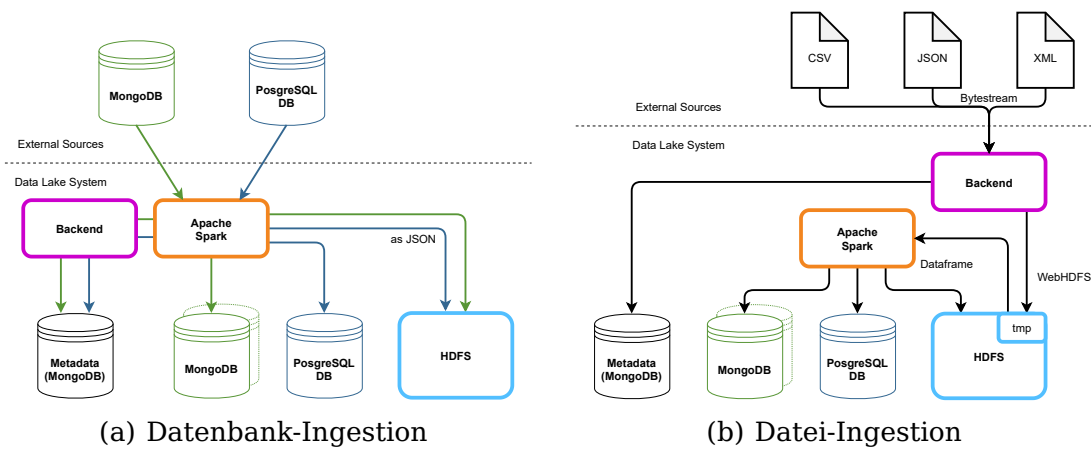 MongoDB
PosgreSQL
DB
External Sources
Data Lake System
Backend
Apache
Spark
as JSON
Metadata
(MongoDB)
MongoDB
PosgreSQL
DB
HDFS
(a) Datenbank-Ingestion
CSV
JSON
XML
Bytestream
External Sources
Data Lake System
Backend
Apache
Spark
Dataframe
WebHDFS
tmp
Metadata
(MongoDB)
MongoDB
PosgreSQL
DB
HDFS
(b) Datei-Ingestion